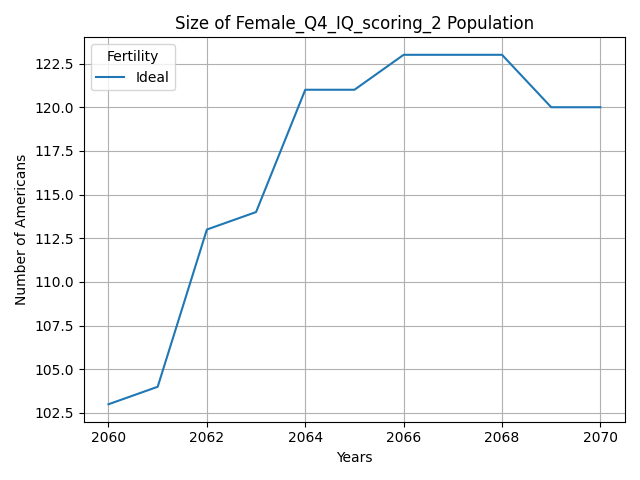 Size of Female_Q4_IQ_scoring_2 Population
Fertility
Ideal
Number of Americans
122.5
120.0
117.5
115.0
112.5
110.0
107.5
105.0
102.5
2060 2062 2064 2066 2068 2070
Years